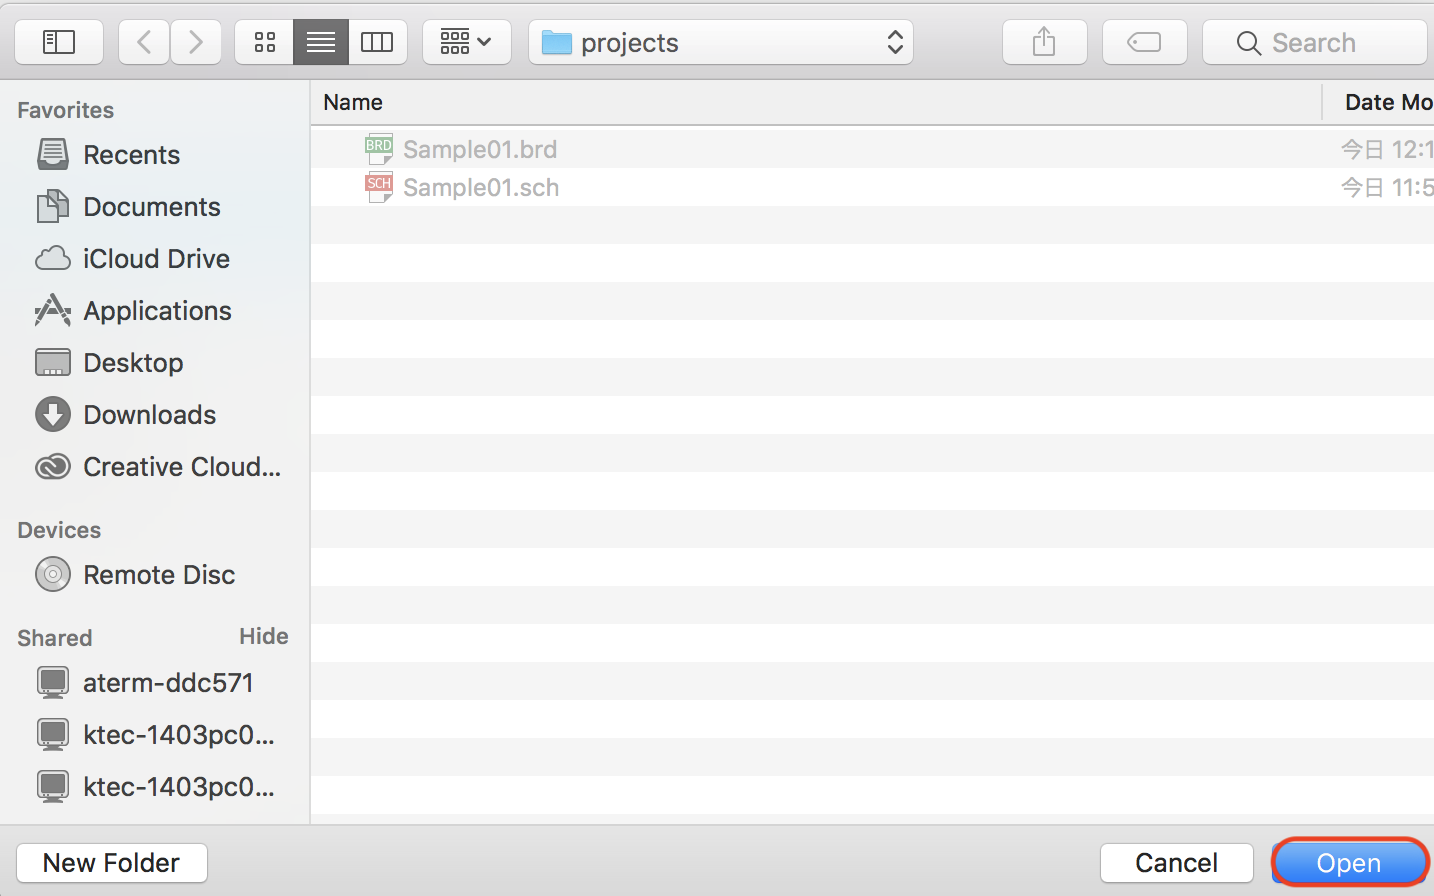 projects
Search
Favorites
Recents
Documents
iCloud Drive
Applications
Desktop
Downloads
Creative Cloud...
Devices
Remote Disc
Shared Hide
aterm-ddc571
ktec-1403pc0...
ktec-1403pc0...
Name Date Mo
BRD Sample01.brd 今日 12:1
SCH Sample01.sch 今日 11:5
New Folder Cancel Open